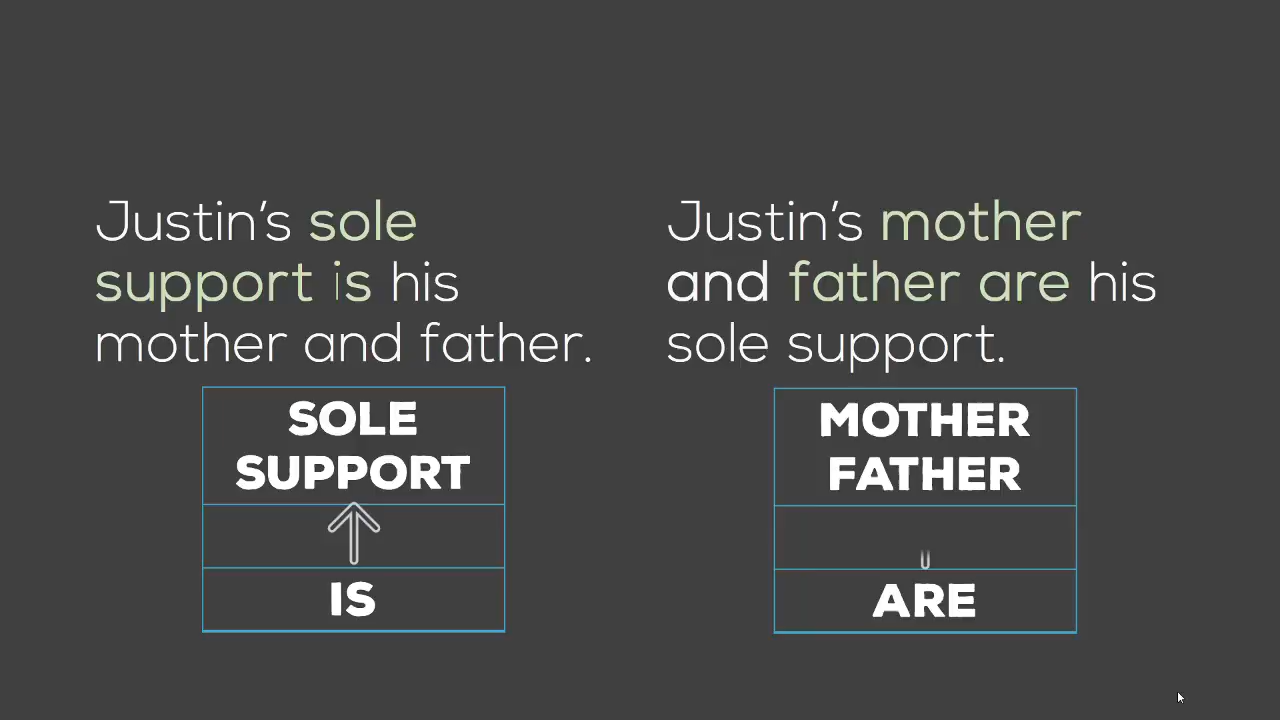 Justin's sole
support is his
mother and father.
SOLE
SUPPORT
IS
Justin's mother
and father are his
sole support.
MOTHER
FATHER
ARE